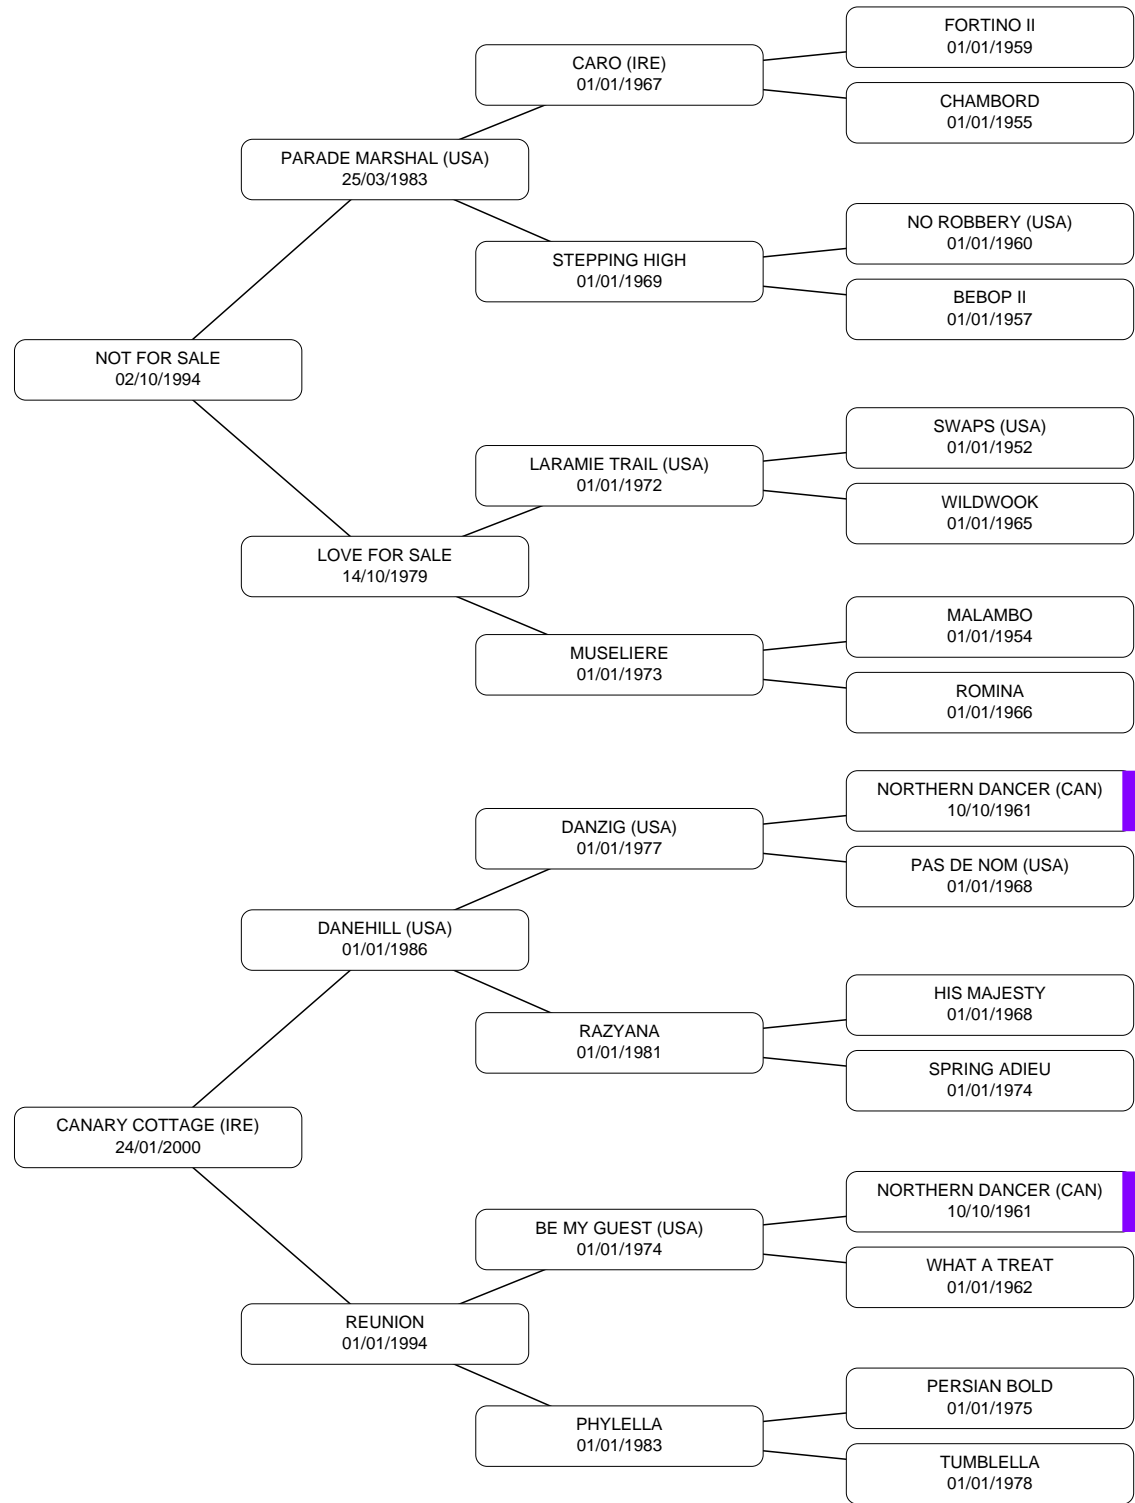 FORTINO II
01/01/1959
CARO (IRE)
01/01/1967
CHAMBORD
01/01/1955
PARADE MARSHAL (USA)
25/03/1983
NO ROBBERY (USA)
01/01/1960
STEPPING HIGH
01/01/1969
BEBOP II
01/01/1957
NOT FOR SALE
02/10/1994
SWAPS (USA)
01/01/1952
LARAMIE TRAIL (USA)
01/01/1972
WILDWOOK
01/01/1965
LOVE FOR SALE
14/10/1979
MALAMBO
01/01/1954
MUSELIERE
01/01/1973
ROMINA
01/01/1966
NORTHERN DANCER (CAN)
10/10/1961
DANZIG (USA)
01/01/1977
PAS DE NOM (USA)
01/01/1968
DANEHILL (USA)
01/01/1986
HIS MAJESTY
01/01/1968
RAZYANA
01/01/1981
SPRING ADIEU
01/01/1974
CANARY COTTAGE (IRE)
24/01/2000
NORTHERN DANCER (CAN)
10/10/1961
BE MY GUEST (USA)
01/01/1974
WHAT A TREAT
01/01/1962
REUNION
01/01/1994
PERSIAN BOLD
01/01/1975
PHYLELLA
01/01/1983
TUMBLELLA
01/01/1978